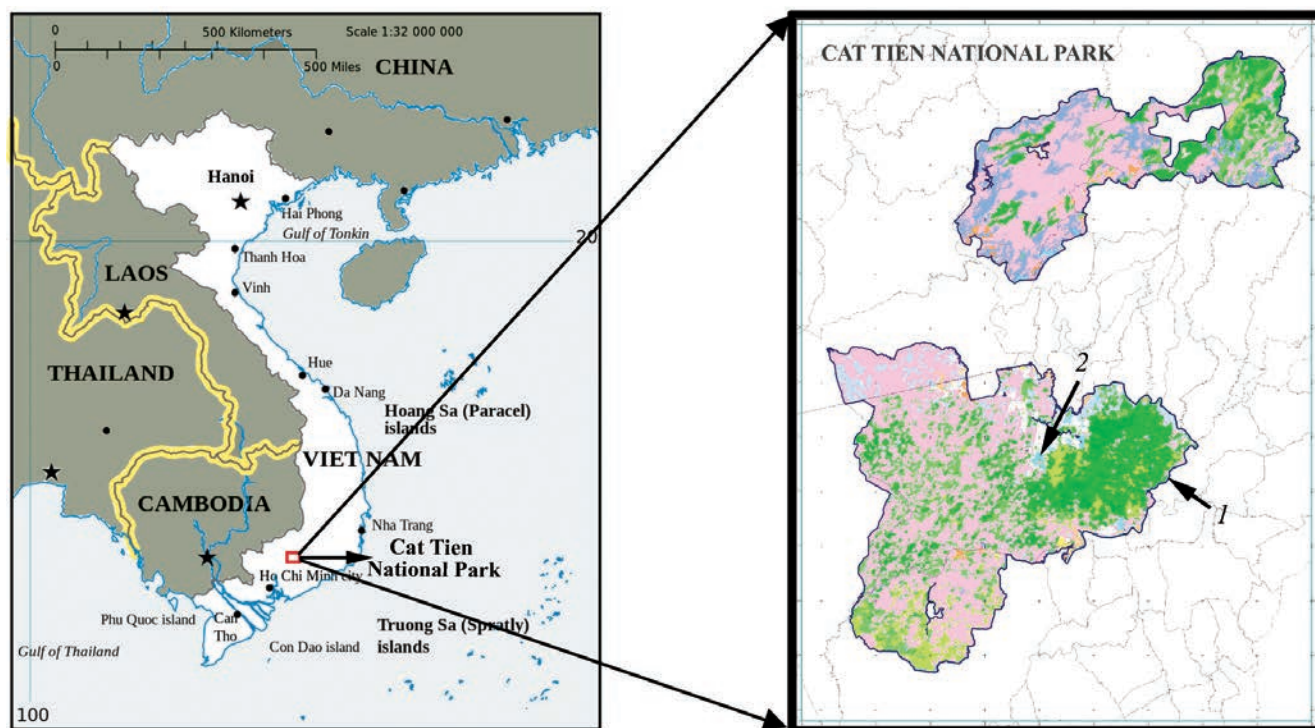 0
500 Kilometers
Scale 1:32 000 000
0
500 Miles
CHINA
Hanoi
Hai Phong
Gulf of Tonkin
20
Thanh Hoa
LAOS
Vinh
THAILAND
Hue
Da Nang
Hoang Sa (Paracel)
islands
VIET NAM
CAMBODIA
Nha Trang
Cat Tien
National Park
Ho Chi Minh city
Phu Quoc island
Can
Tho
Truong Sa (Spratly)
islands
Gulf of Thailand
Con Dao island
100
CAT TIEN NATIONAL PARK
2
1